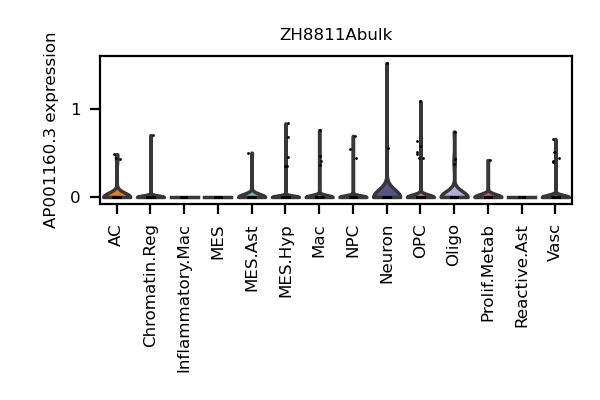 ZH8811Abulk
AP001160.3 expression
1
0
AC
Chromatin.Reg
Inflammatory.Mac
MES
MES.Ast
MES.Hyp
Mac
NPC
Neuron
OPC
Oligo
Prolif.Metab
Reactive.Ast
Vasc